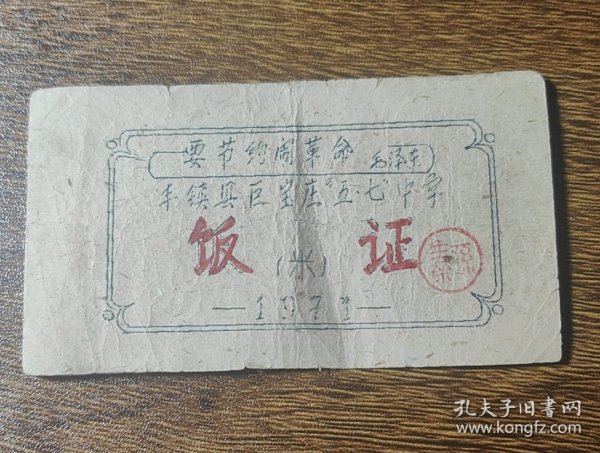 要节约闹革命 毛泽东
丰镇县巨宝庄“五·七”中学
饭(米)证
—1971—
孔夫子旧书网
www.kongfz.com